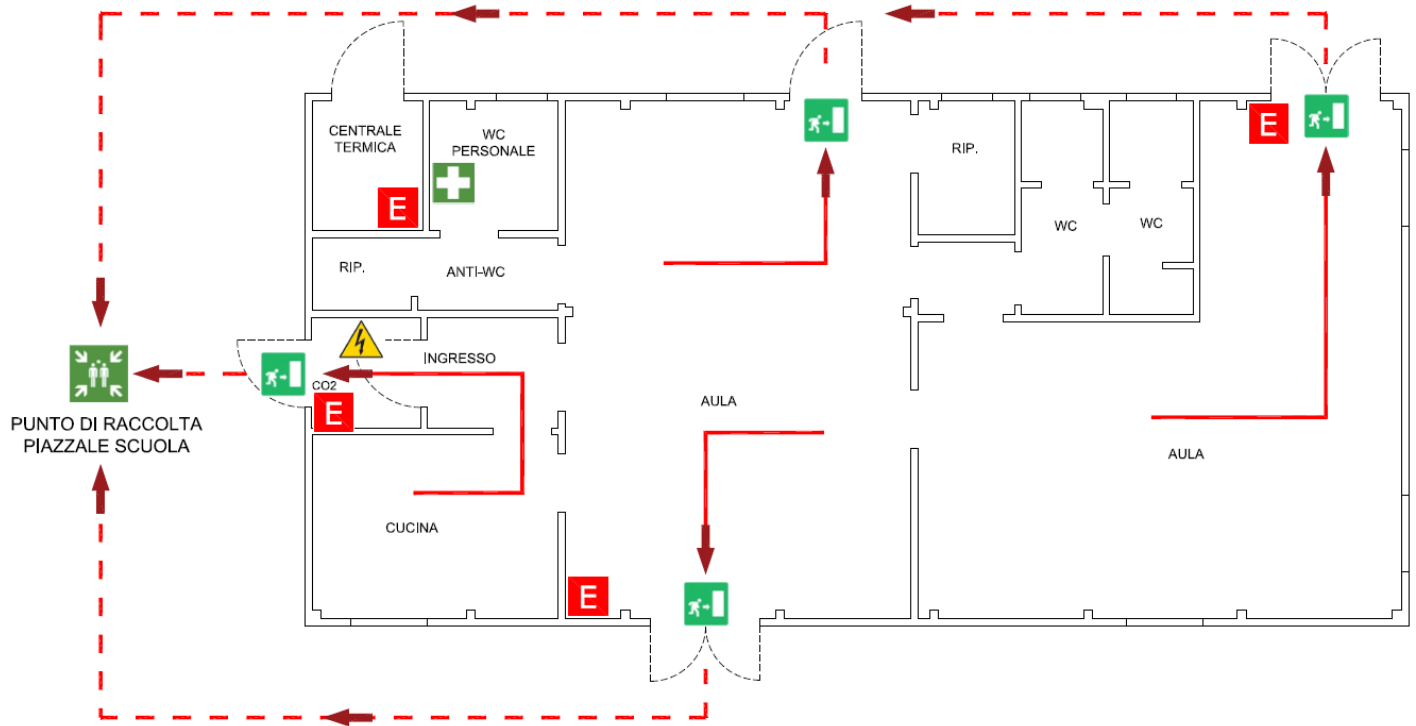 CENTRALE
TERMICA
WC
PERSONALE
E
E
RIP.
WC
WC
RIP.
ANTI-WC
INGRESSO
CO2
E
PUNTO DI RACCOLTA
PIAZZALE SCUOLA
AULA
AULA
CUCINA
E